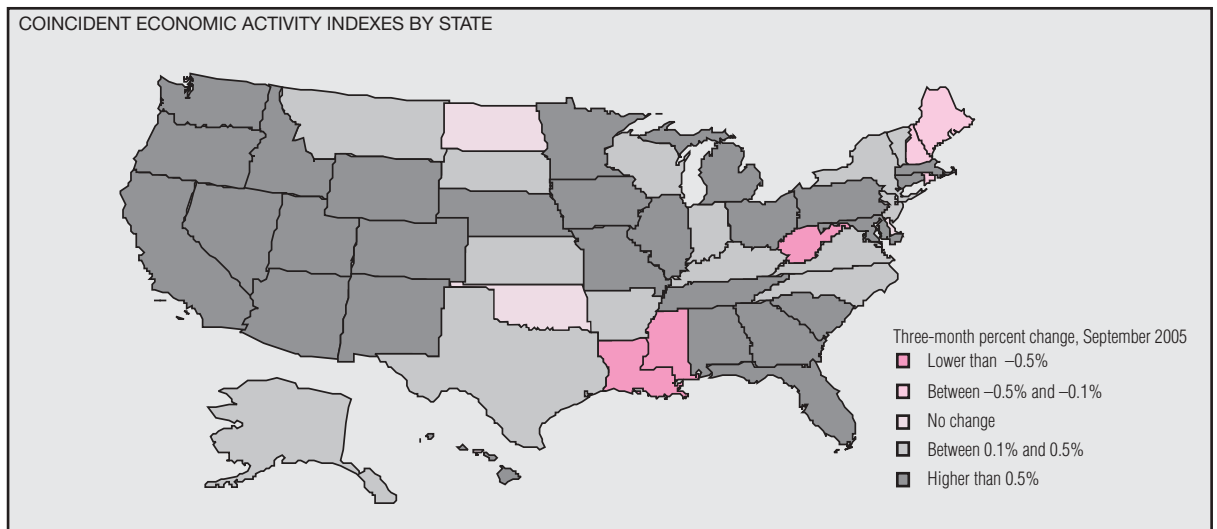 COINCIDENT ECONOMIC ACTIVITY INDEXES BY STATE
Three-month percent change, September 2005
Lower than –0.5%
Between –0.5% and –0.1%
No change
Between 0.1% and 0.5%
Higher than 0.5%